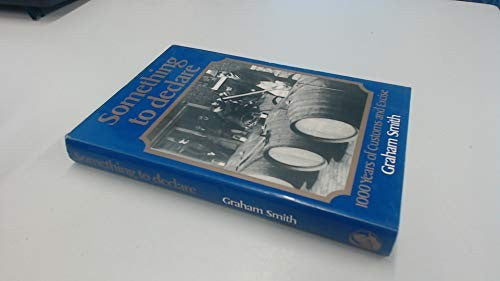 Something
to declare
1000 Years of Customs and Excise
Graham Smith
Something to declare
Graham Smith